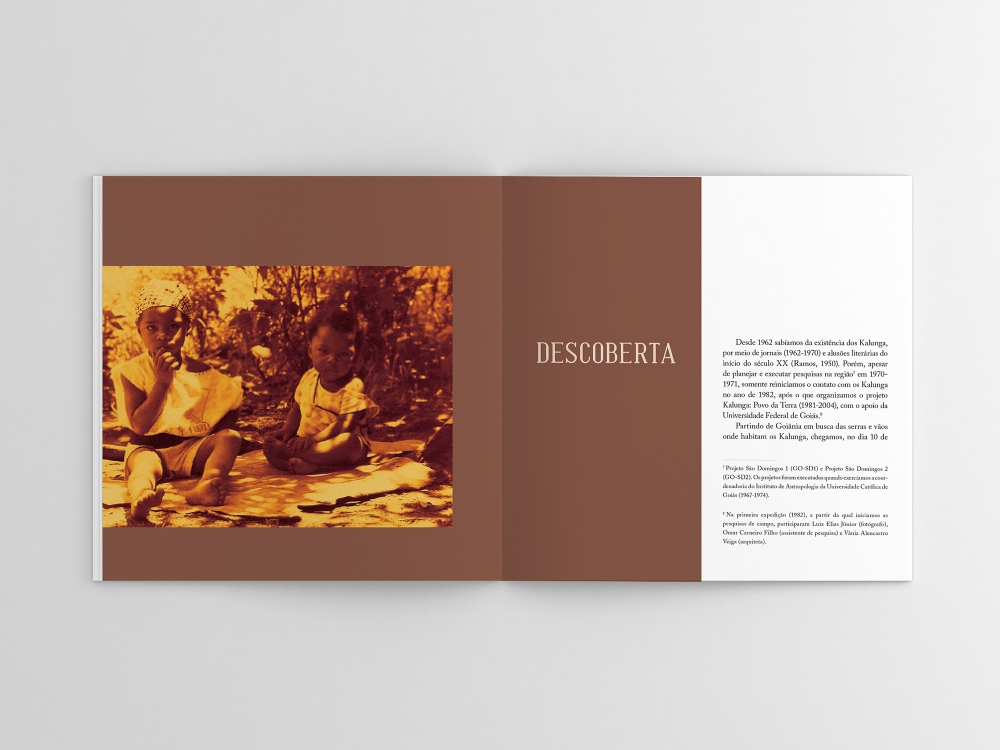 DESCOBERTA
Desde 1962 sabíamos da existência dos Kalunga,
por meio de jornais (1962-1970) e alusões literárias do
início do século XX (Ramos, 1950). Porém, apesar
de planejar e executar pesquisas na região⁷ em 1970-
1971, somente reiniciamos o contato com os Kalunga
no ano de 1982, após o que organizamos o projeto
Kalunga: Povo da Terra (1981-2004), com o apoio da
Universidade Federal de Goiás.⁸
Partindo de Goiânia em busca das serras e vãos
onde habitam os Kalunga, chegamos, no dia 10 de
⁷ Projeto São Domingos 1 (GO-SD1) e Projeto São Domingos 2
(GO-SD2). Os projetos foram executados quando exercíamos a coor-
denadoria do Instituto de Antropologia da Universidade Católica de
Goiás (1967-1974).
⁸ Na primeira expedição (1982), a partir da qual iniciamos as
pesquisas de campo, participaram Luiz Elias Júnior (fotógrafo),
Omar Carneiro Filho (assistente de pesquisa) e Vânia Alencastro
Veiga (arquiteta).